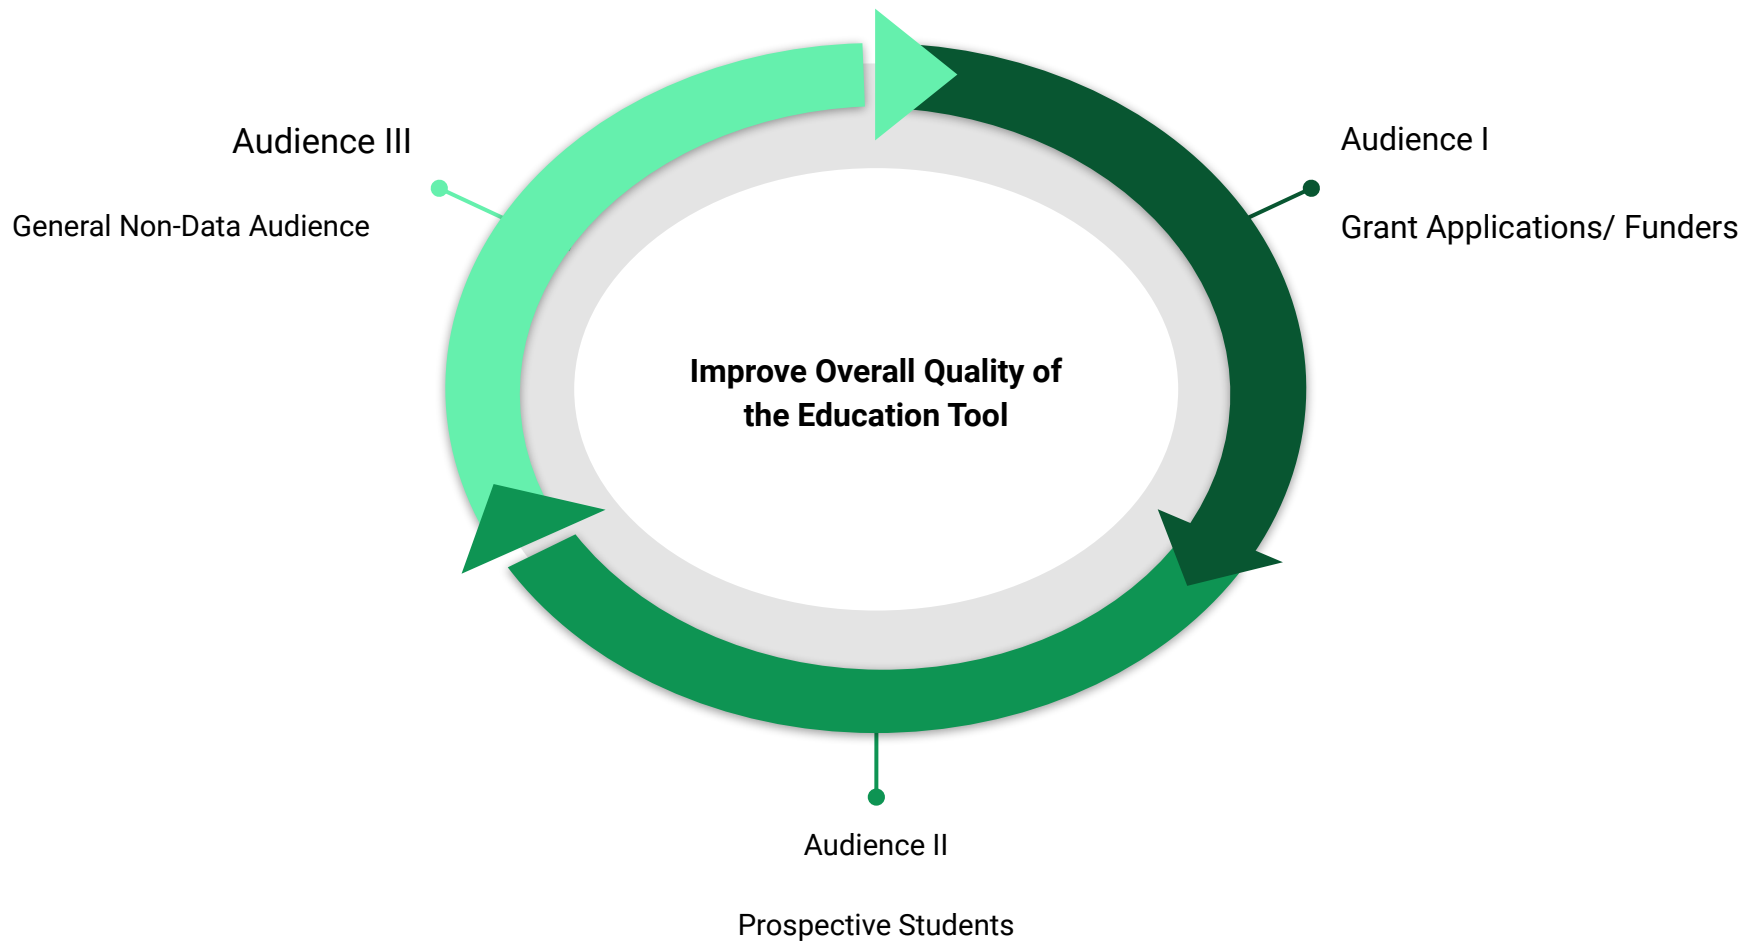 Audience III
General Non-Data Audience
Audience I
Grant Applications/ Funders
Improve Overall Quality of
the Education Tool
Audience II
Prospective Students